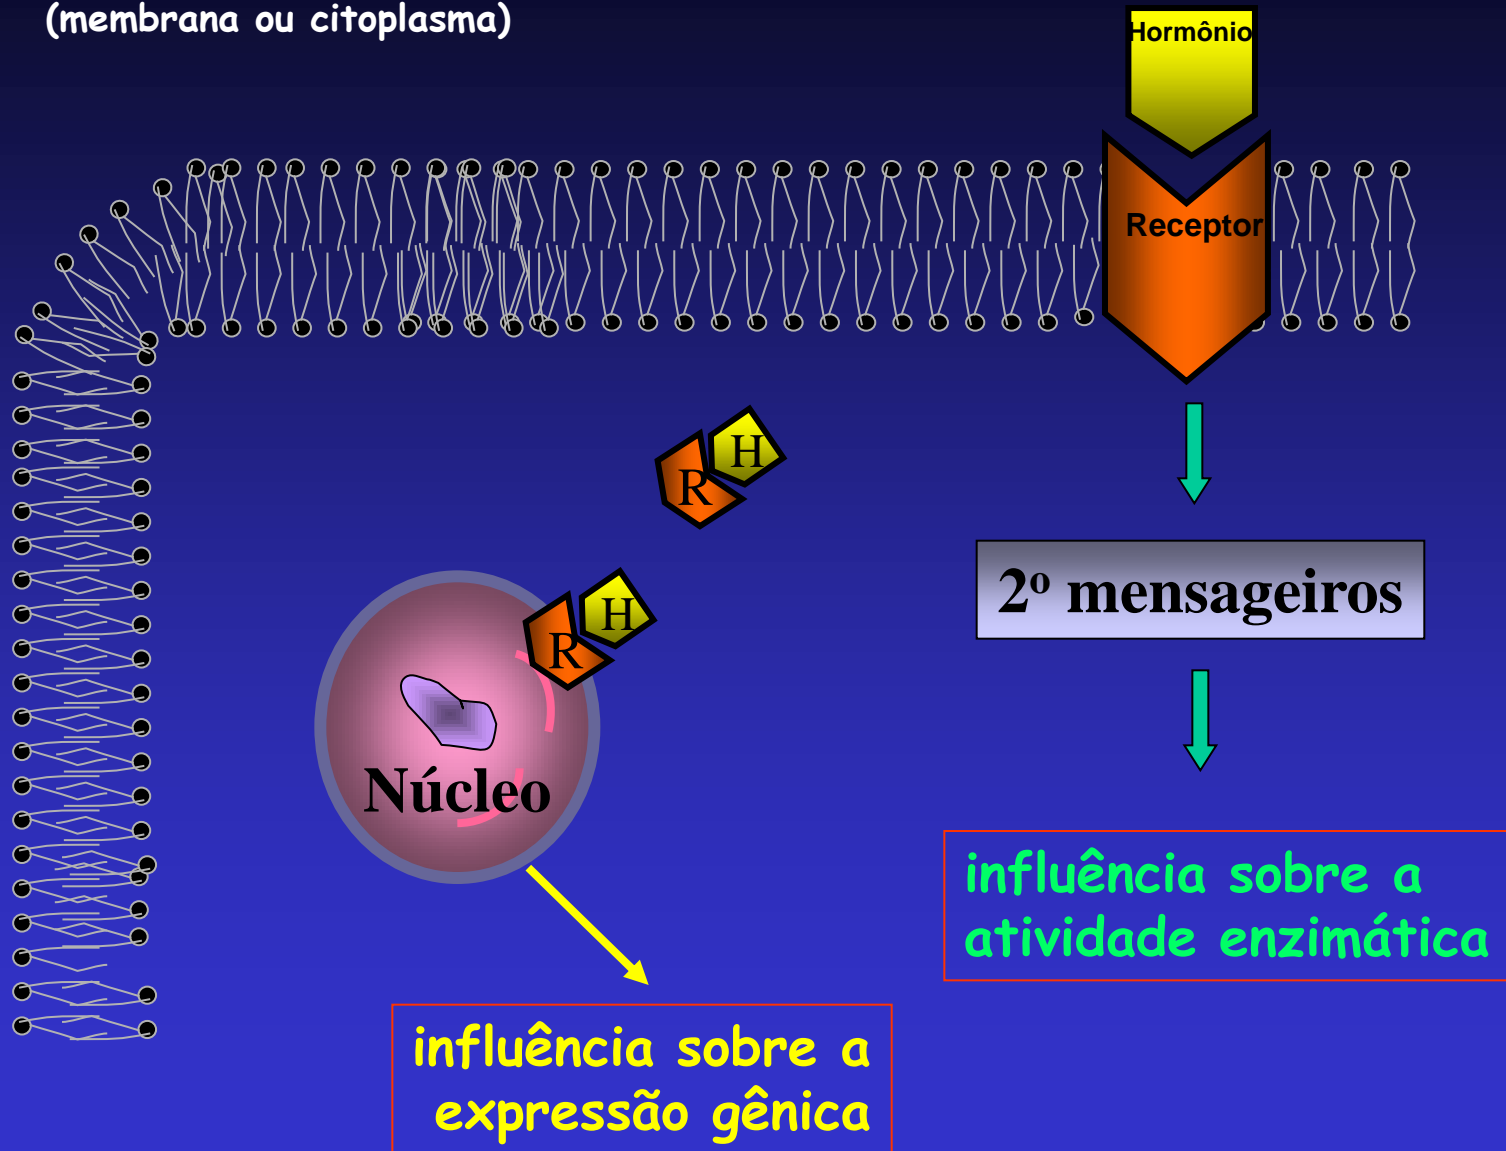 (membrana ou citoplasma)
Hormônio
Receptor
H
R
H
R
2º mensageiros
Núcleo
influência sobre a
atividade enzimática
influência sobre a
expressão gênica